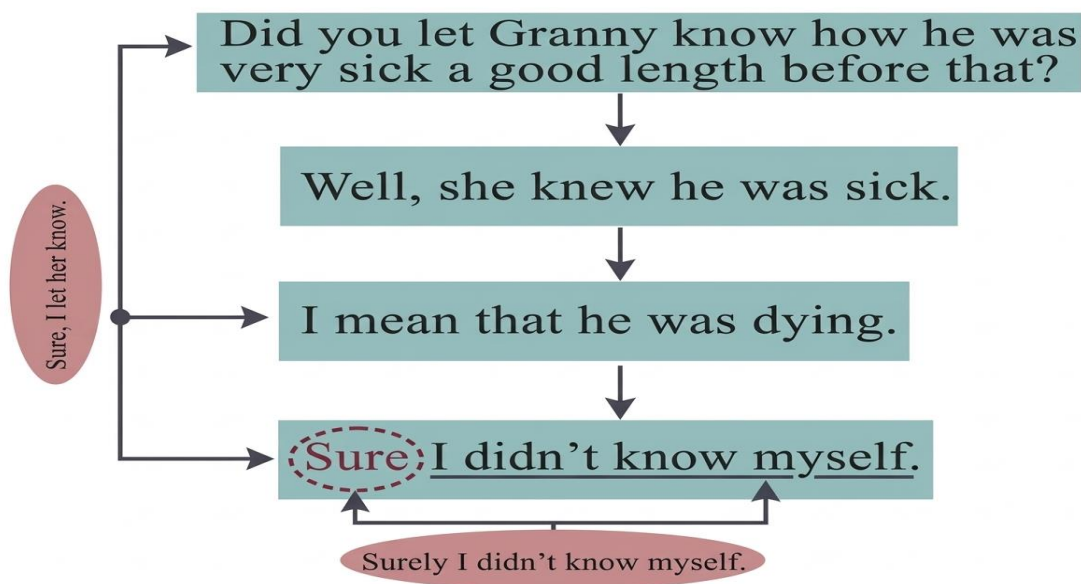 Did you let Granny know how he was
very sick a good length before that?
Well, she knew he was sick.
Sure, I let her know.
I mean that he was dying.
Sure I didn't know myself.
Surely I didn't know myself.